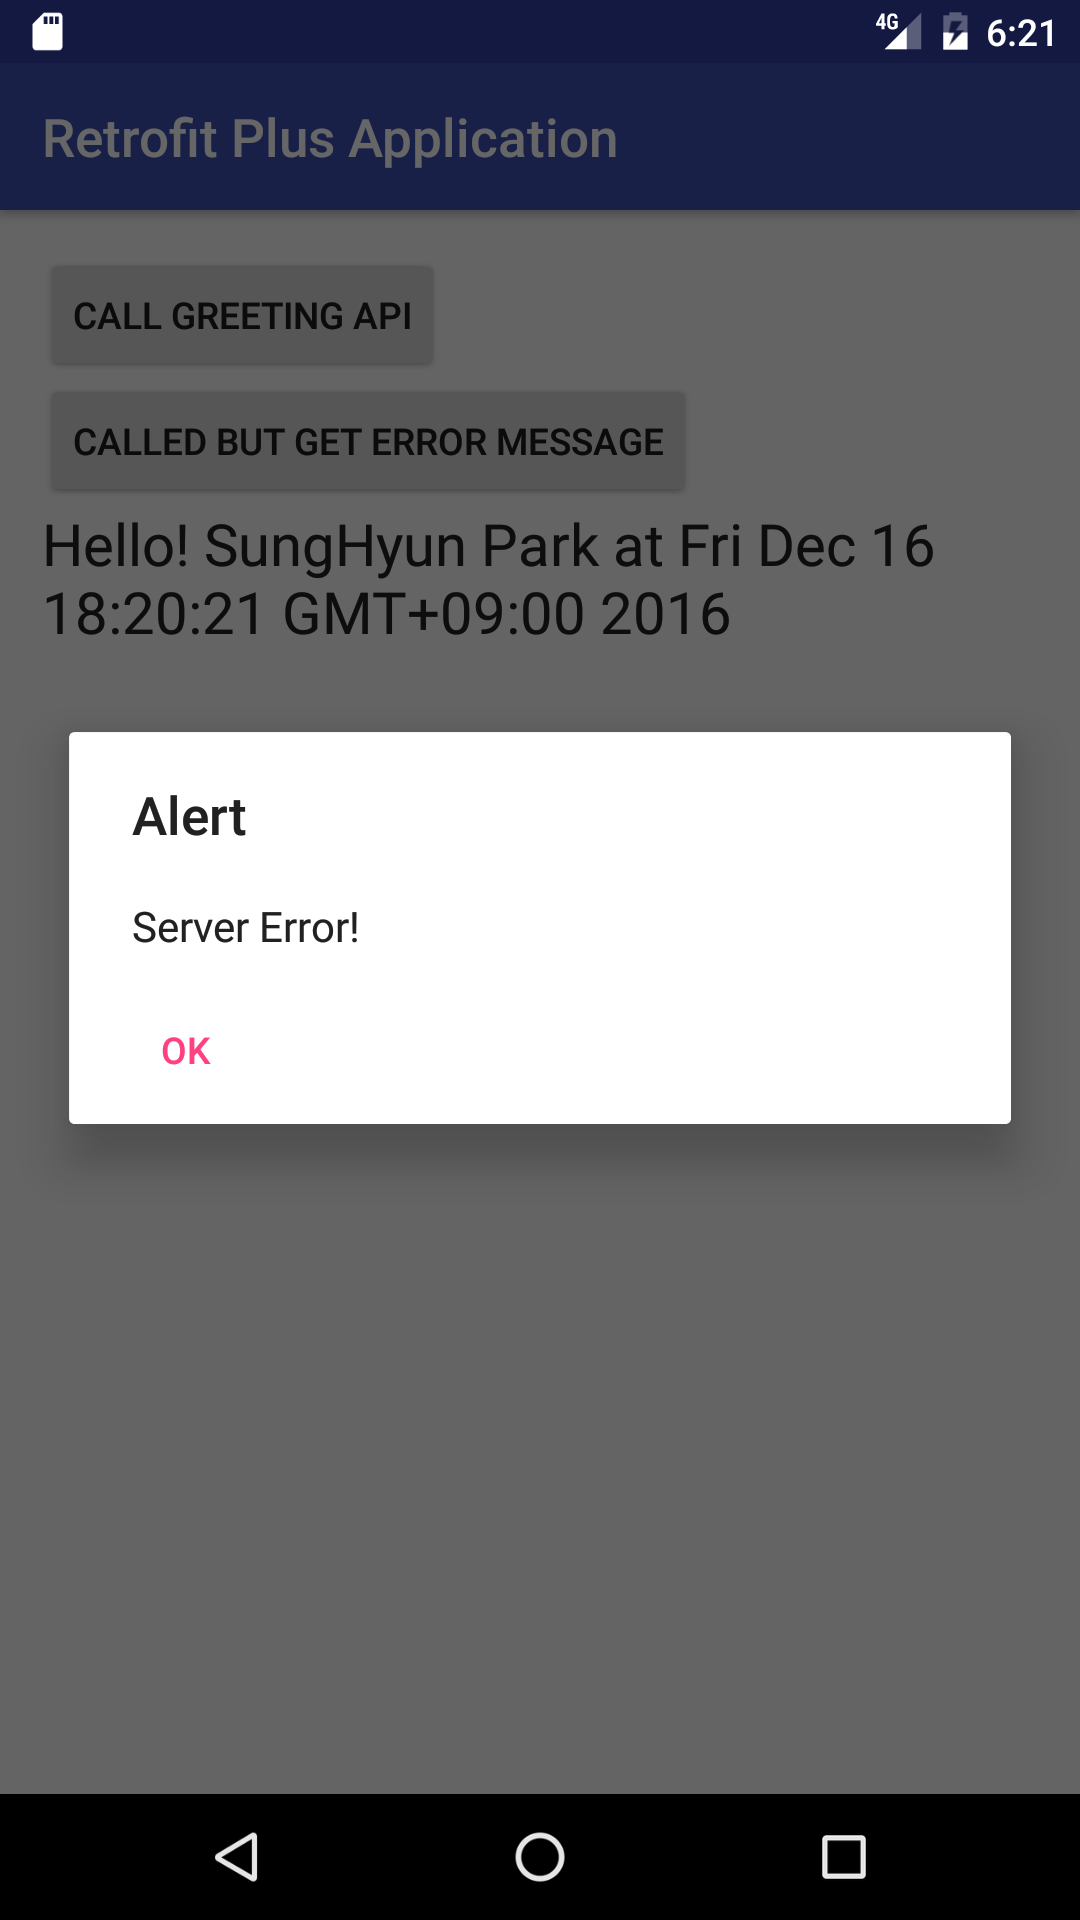 4G 6:21
Retrofit Plus Application
CALL GREETING API
CALLED BUT GET ERROR MESSAGE
Hello! SungHyun Park at Fri Dec 16
18:20:21 GMT+09:00 2016
Alert
Server Error!
OK